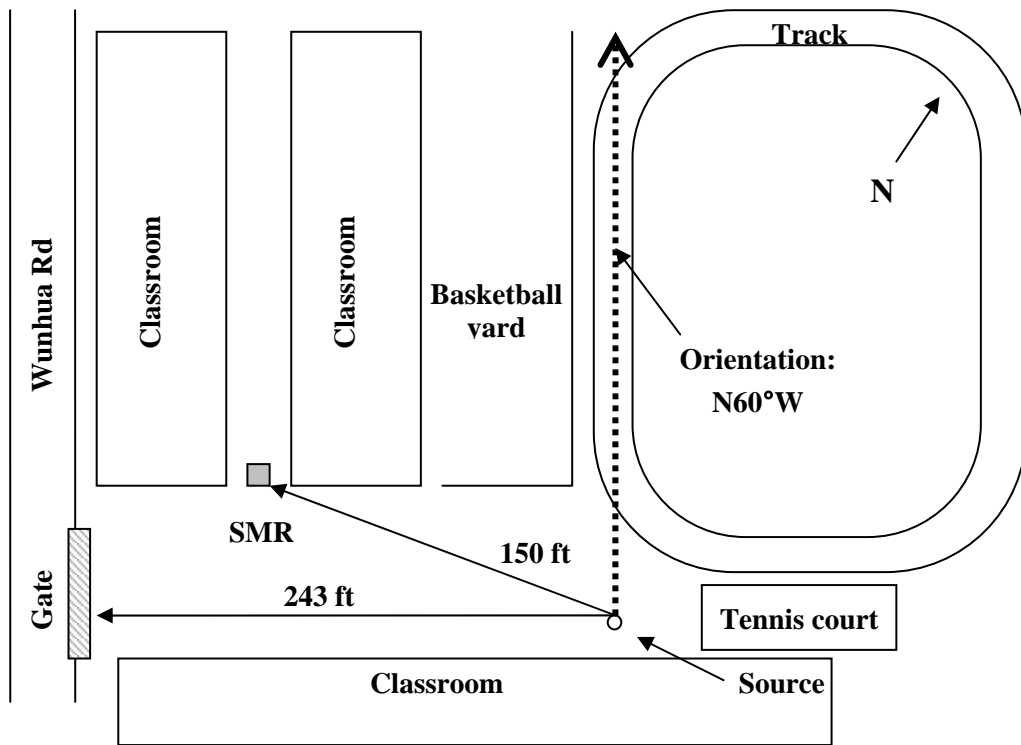 Track
N
Wunhua Rd
Classroom
Classroom
Basketball
yard
Orientation:
N60°W
SMR
150 ft
243 ft
Gate
Tennis court
Classroom
Source